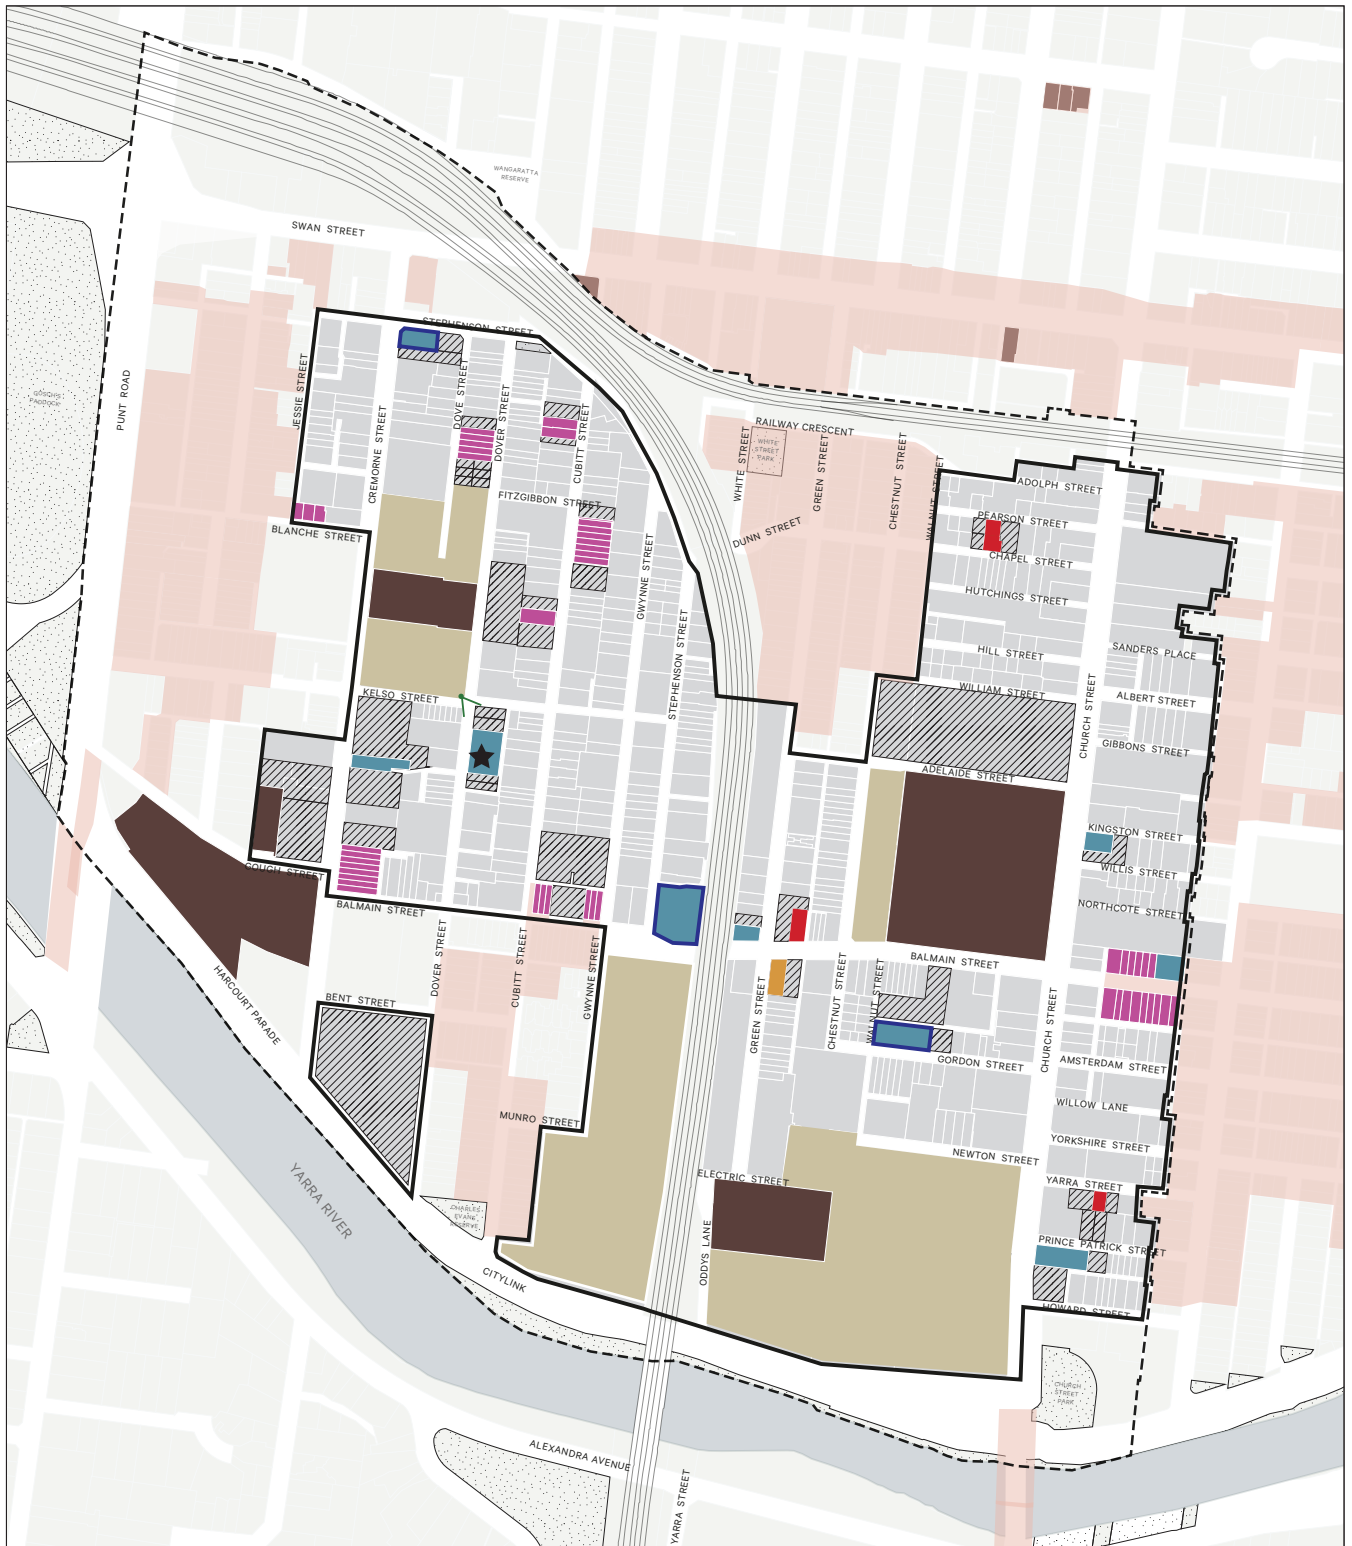 WANGARATTA
RESERVE
SWAN STREET
STEPHENSON STREET
GOSCH'S
PADDOCK
PUNT ROAD
JESSIE STREET
CREMORNE STREET
DOVE STREET
DOVER STREET
CUBITT STREET
RAILWAY CRESCENT
WHITE
STREET
PARK
WHITE STREET
GREEN STREET
CHESTNUT STREET
WALNUT STREET
ADOLPH STREET
FITZGIBBON STREET
PEARSON STREET
BLANCHE STREET
DUNN STREET
CHAPEL STREET
GWYNNE STREET
HUTCHINGS STREET
STEPHENSON STREET
HILL STREET
SANDERS PLACE
KELSO STREET
WILLIAM STREET
ALBERT STREET
CHURCH STREET
GIBBONS STREET
ADELAIDE STREET
KINGSTON STREET
GOUGH STREET
WILLIS STREET
BALMAIN STREET
NORTHCOTE STREET
DOVER STREET
CUBITT STREET
GWYNNE STREET
BALMAIN STREET
HARCOURT PARADE
BENT STREET
GREEN STREET
CHESTNUT STREET
WALNUT STREET
CHURCH STREET
GORDON STREET
AMSTERDAM STREET
WILLOW LANE
MUNRO STREET
YORKSHIRE STREET
NEWTON STREET
YARRA RIVER
ELECTRIC STREET
YARRA STREET
CHARLES
EVANS
RESERVE
ODDYS LANE
PRINCE PATRICK STREET
CITYLINK
HOWARD STREET
CHURCH
STREET
PARK
ALEXANDRA AVENUE
YARRA STREET